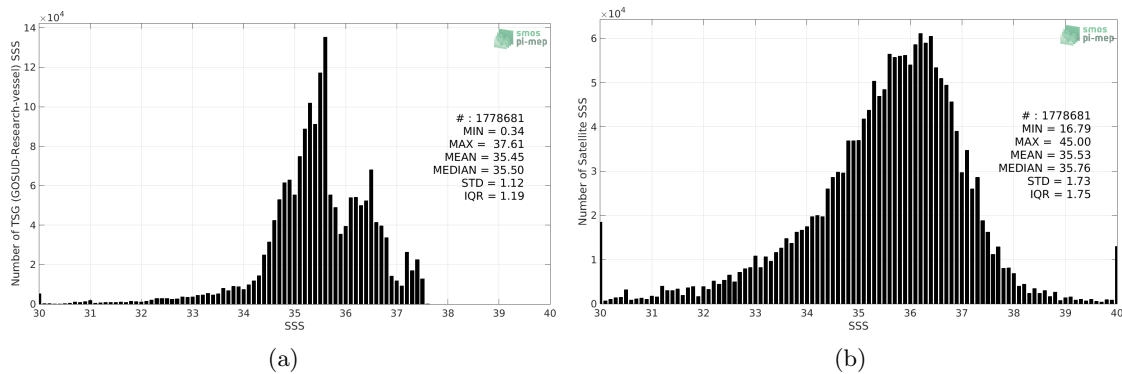 ×10⁴
14
12
10
8
6
4
2
0
Number of TSG (GOSUD-Research-vessel) SSS
smos
pi-mep
# : 1778681
MIN = 0.34
MAX = 37.61
MEAN = 35.45
MEDIAN = 35.50
STD = 1.12
IQR = 1.19
30 31 32 33 34 35 36 37 38 39 40
SSS
(a)
×10⁴
6
5
4
3
2
1
0
Number of Satellite SSS
smos
pi-mep
# : 1778681
MIN = 16.79
MAX = 45.00
MEAN = 35.53
MEDIAN = 35.76
STD = 1.73
IQR = 1.75
30 31 32 33 34 35 36 37 38 39 40
SSS
(b)